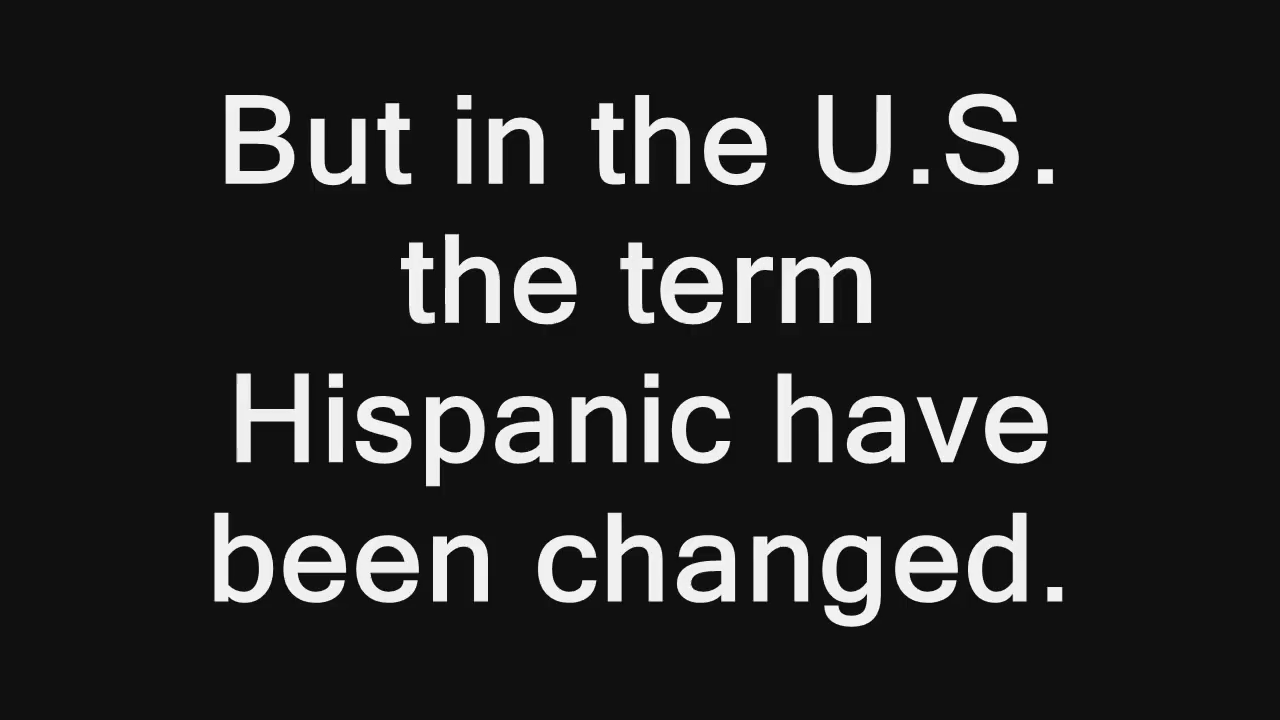 But in the U.S.
the term
Hispanic have
been changed.